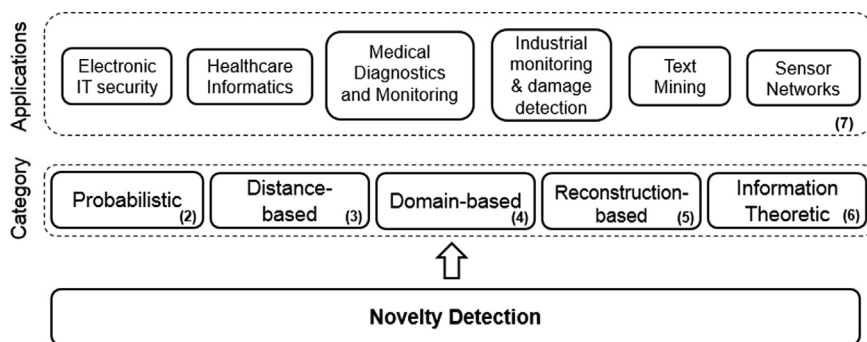 Applications
Electronic
IT security
Healthcare
Informatics
Medical
Diagnostics
and Monitoring
Industrial
monitoring
& damage
detection
Text
Mining
Sensor
Networks
(7)
Category
Probabilistic
(2)
Distance-
based
(3)
Domain-based
(4)
Reconstruction-
based
(5)
Information
Theoretic
(6)
Novelty Detection